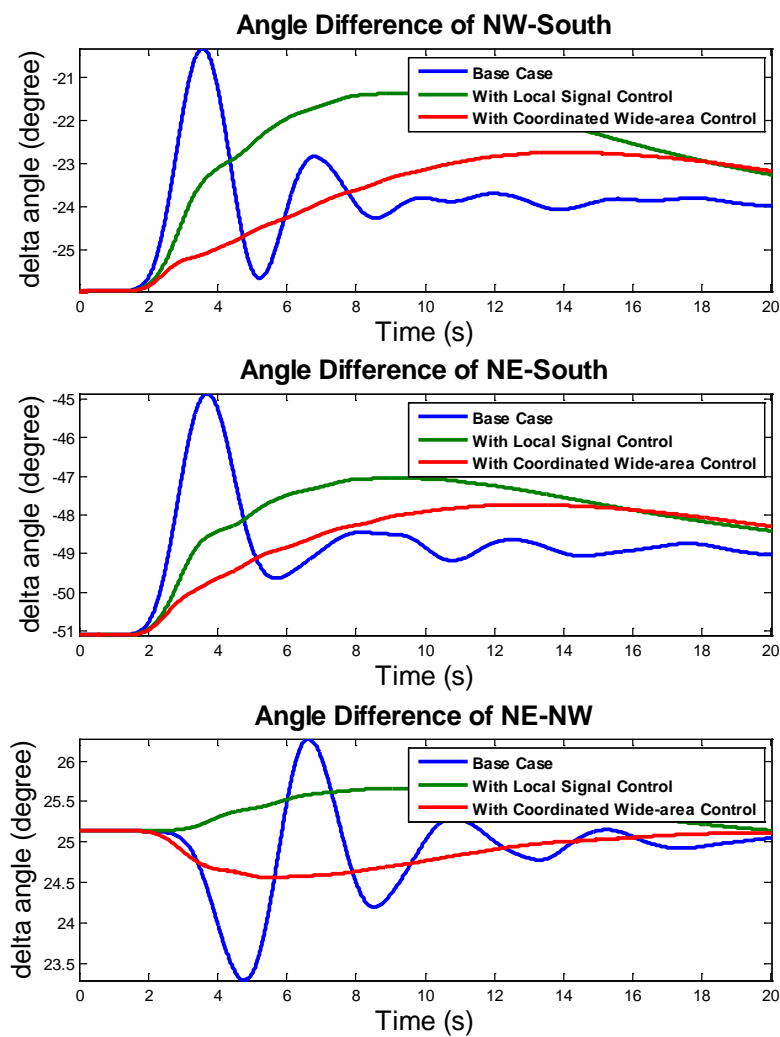 Angle Difference of NW-South
delta angle (degree)
-21
-22
-23
-24
-25
Base Case
With Local Signal Control
With Coordinated Wide-area Control
0 2 4 6 8 10 12 14 16 18 20
Time (s)
Angle Difference of NE-South
delta angle (degree)
-45
-46
-47
-48
-49
-50
-51
Base Case
With Local Signal Control
With Coordinated Wide-area Control
0 2 4 6 8 10 12 14 16 18 20
Time (s)
Angle Difference of NE-NW
delta angle (degree)
26
25.5
25
24.5
24
23.5
Base Case
With Local Signal Control
With Coordinated Wide-area Control
0 2 4 6 8 10 12 14 16 18 20
Time (s)